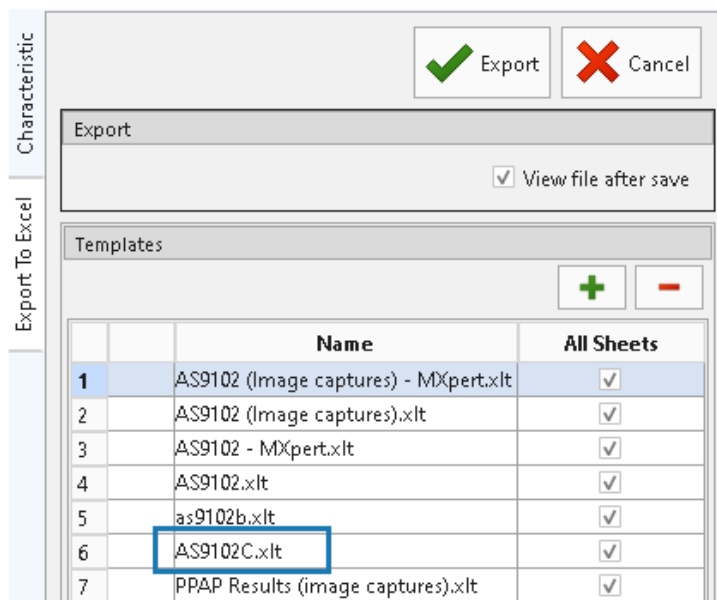 Characteristic
Export To Excel
Export
Cancel
Export
View file after save
Templates
Name All Sheets
1 AS9102 (Image captures) - MXpert.xlt
2 AS9102 (Image captures).xlt
3 AS9102 - MXpert.xlt
4 AS9102.xlt
5 as9102b.xlt
6 AS9102C.xlt
7 PPAP Results (image captures).xlt